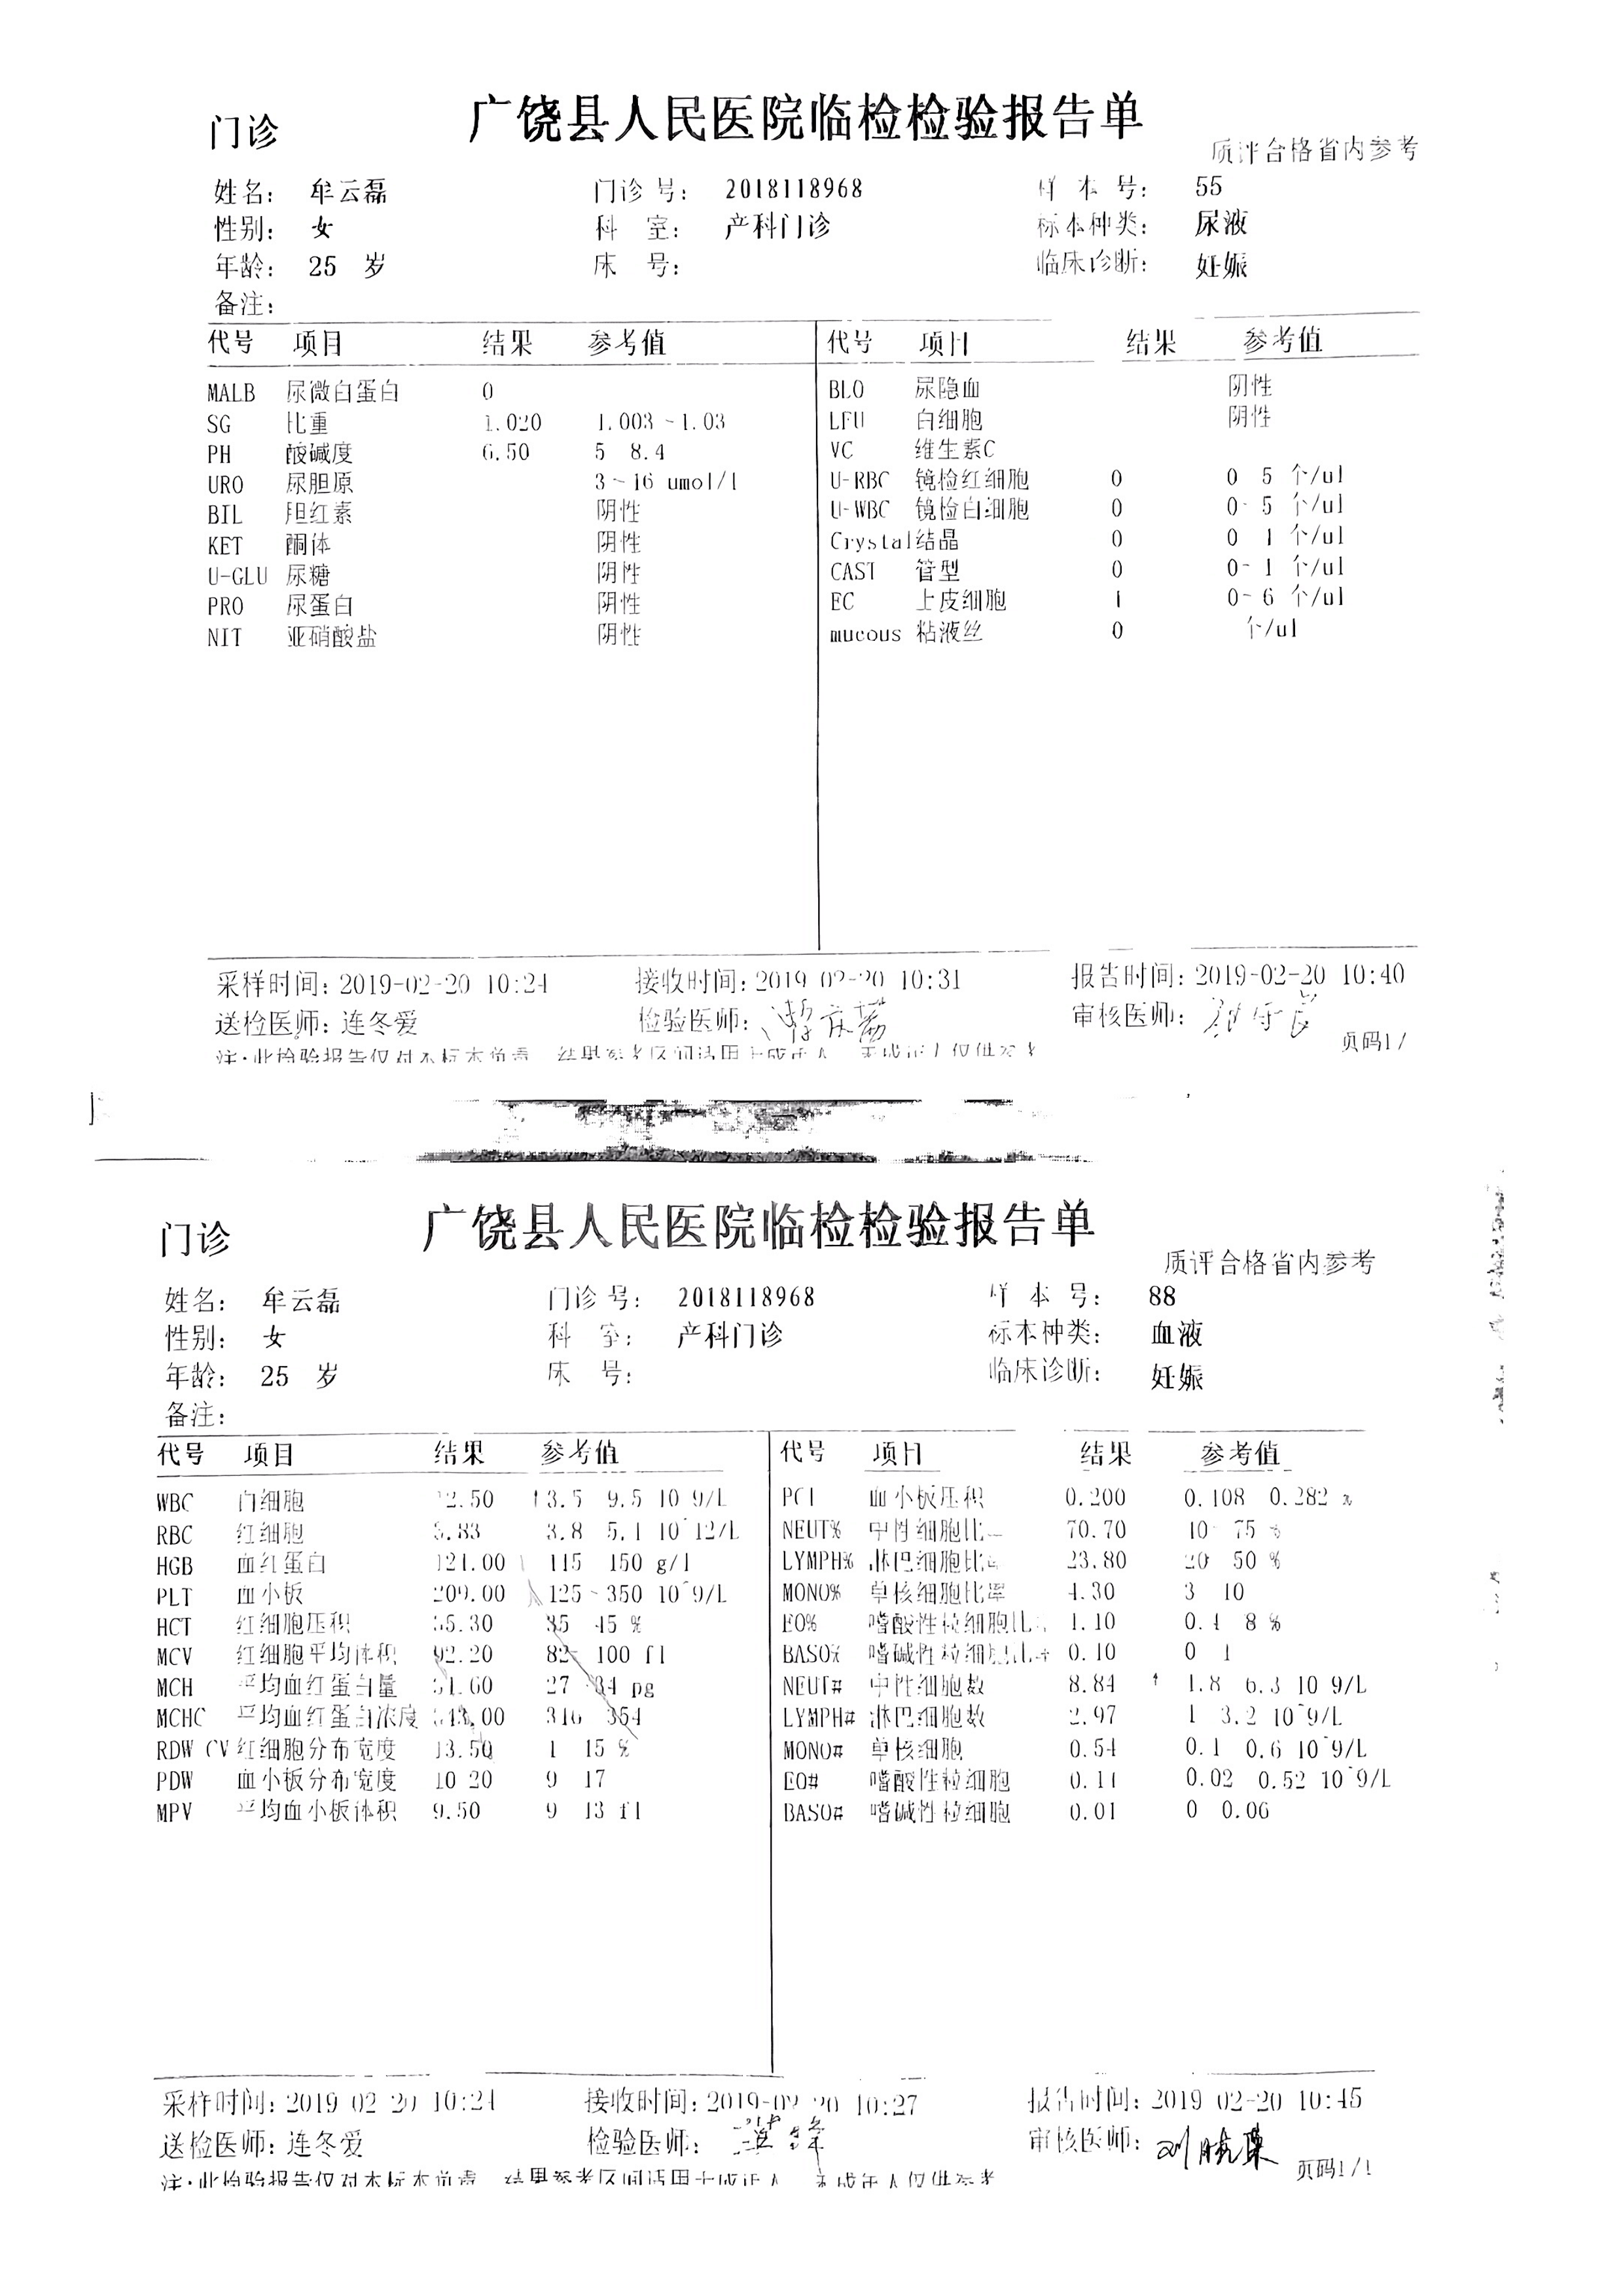 广饶县人民医院临检检验报告单
门诊
质评合格省内参考
姓名： 牟云磊 门诊号： 2018118968 样本号： 55
性别： 女 科室： 产科门诊 标本种类： 尿液
年龄： 25 岁 床号： 临床诊断： 妊娠
备注：
代号 项目 结果 参考值 代号 项目 结果 参考值
MALB 尿微白蛋白 0 BLO 尿隐血 阴性
SG 比重 1.020 1.003~1.03 LEU 白细胞 阴性
PH 酸碱度 6.50 5 8.4 VC 维生素C
URO 尿胆原 3~16 umol/l U-RBC 镜检红细胞 0 0 5 个/ul
BIL 胆红素 阴性 U-WBC 镜检白细胞 0 0-5 个/ul
KET 酮体 阴性 Crystal 结晶 0 0 1 个/ul
U-GLU 尿糖 阴性 CAST 管型 0 0-1 个/ul
PRO 尿蛋白 阴性 EC 上皮细胞 1 0-6 个/ul
NIT 亚硝酸盐 阴性 mucous 粘液丝 0 个/ul
采样时间：2019-02-20 10:24 接收时间：2019 02-20 10:31 报告时间：2019-02-20 10:40
送检医师：连冬爱 检验医师： 审核医师：
页码1/
注：此检验报告仅对本标本负责 结果参考区间适用于成年人 未成年人仅供参考
广饶县人民医院临检检验报告单
门诊
质评合格省内参考
姓名： 牟云磊 门诊号： 2018118968 样本号： 88
性别： 女 科室： 产科门诊 标本种类： 血液
年龄： 25 岁 床号： 临床诊断： 妊娠
备注：
代号 项目 结果 参考值 代号 项目 结果 参考值
WBC 白细胞 12.50 ↑ 3.5 9.5 10 9/L PCT 血小板压积 0.200 0.108 0.282 %
RBC 红细胞 3.83 3.8 5.1 10^12/L NEUT% 中性细胞比 70.70 40 75 %
HGB 血红蛋白 121.00 115 150 g/l LYMPH% 淋巴细胞比率 23.80 20 50 %
PLT 血小板 209.00 125~350 10^9/L MONO% 单核细胞比率 4.30 3 10
HCT 红细胞压积 35.30 35 45 % EO% 嗜酸性粒细胞比率 1.10 0.4 8 %
MCV 红细胞平均体积 92.20 82 100 fl BASO% 嗜碱性粒细胞比率 0.10 0 1
MCH 平均血红蛋白量 31.60 27 34 pg NEUT# 中性细胞数 8.84 ↑ 1.8 6.3 10 9/L
MCHC 平均血红蛋白浓度 343.00 316 354 LYMPH# 淋巴细胞数 2.97 1 3.2 10^9/L
RDW CV 红细胞分布宽度 13.50 1 15 % MONO# 单核细胞 0.54 0.1 0.6 10^9/L
PDW 血小板分布宽度 10.20 9 17 EO# 嗜酸性粒细胞 0.14 0.02 0.52 10^9/L
MPV 平均血小板体积 9.50 9 13 fl BASO# 嗜碱性粒细胞 0.01 0 0.06
采样时间：2019 02 20 10:24 接收时间：2019-02 20 10:27 报告时间：2019 02-20 10:45
送检医师：连冬爱 检验医师： 审核医师：
页码1/1
注：此检验报告仅对本标本负责 结果参考区间适用于成年人 未成年人仅供参考